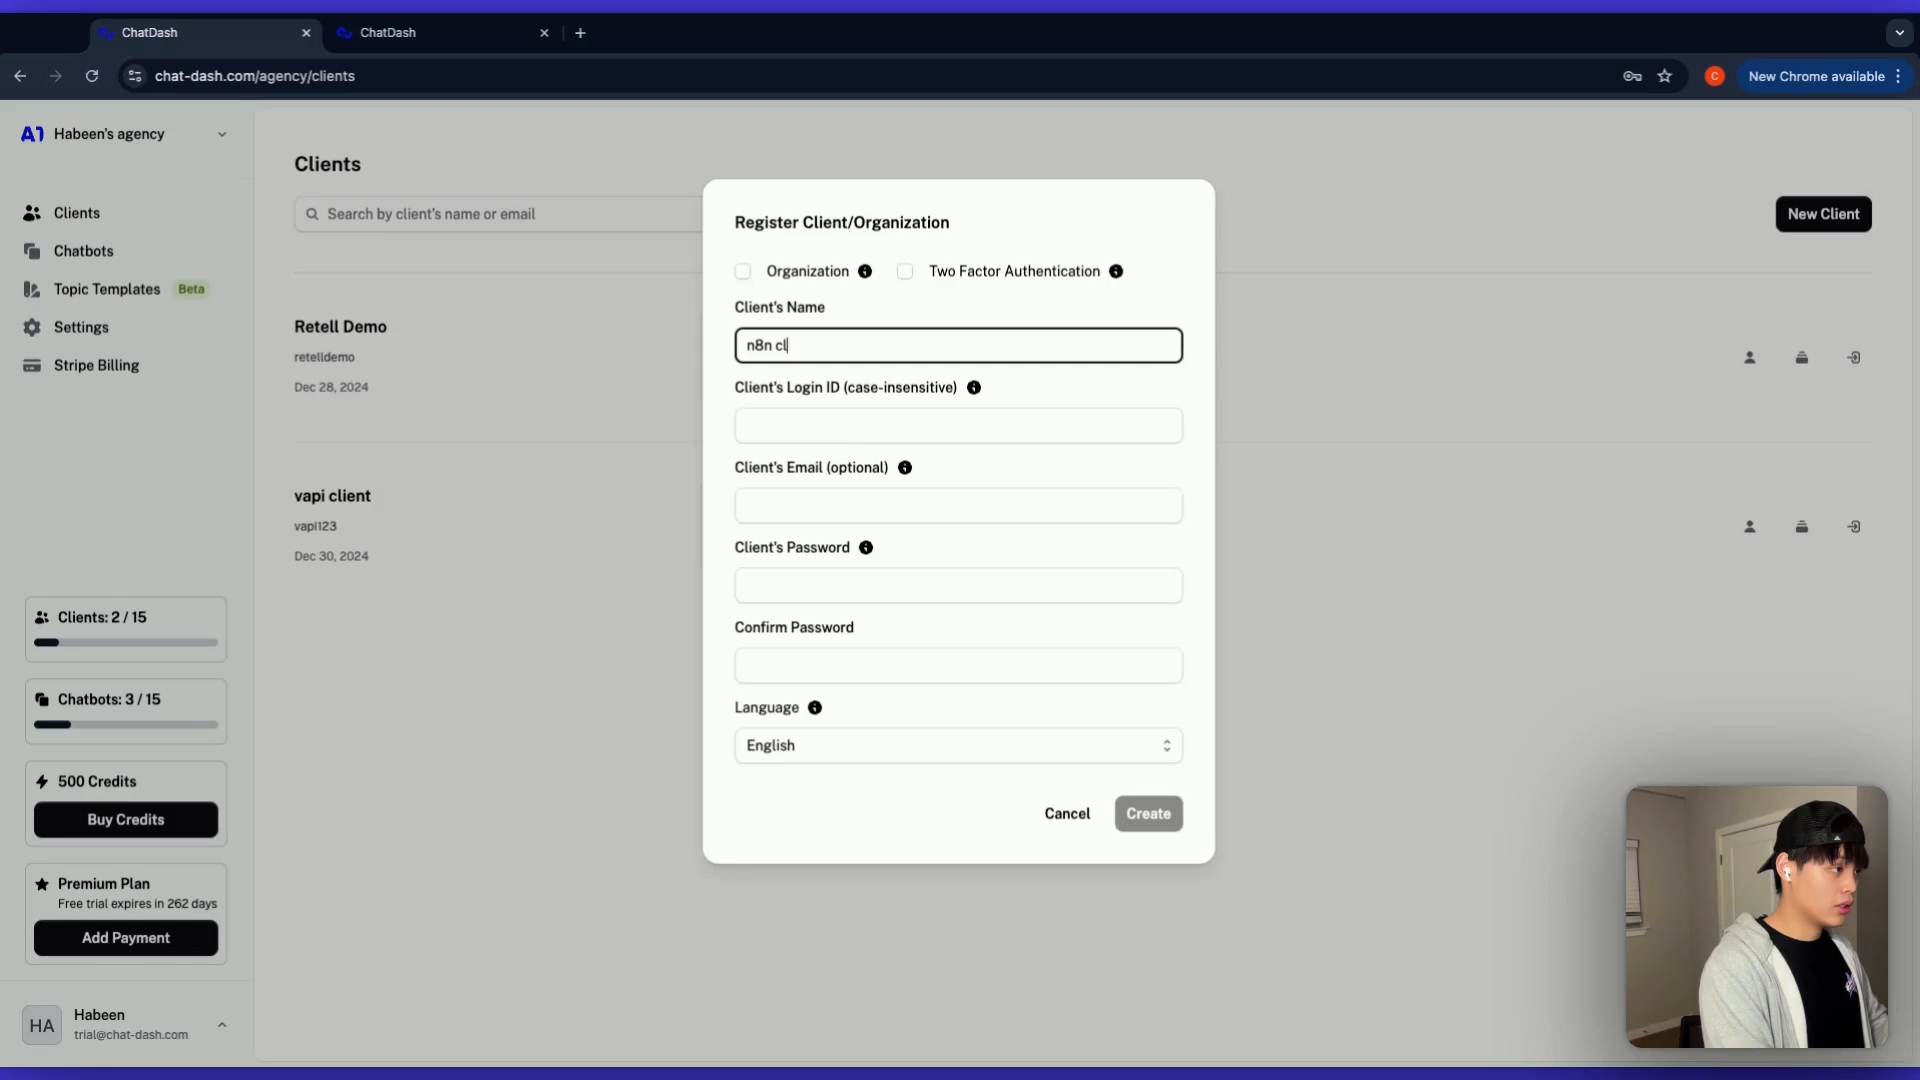 ChatDash
ChatDash
chat-dash.com/agency/clients
C
New Chrome available
Habeen's agency
Clients
Chatbots
Topic Templates Beta
Settings
Stripe Billing
Clients: 2 / 15
Chatbots: 3 / 15
500 Credits
Buy Credits
Premium Plan
Free trial expires in 262 days
Add Payment
HA
Habeen
trial@chat-dash.com
Clients
Search by client's name or email
New Client
Retell Demo
retelldemo
Dec 28, 2024
vapi client
vapi123
Dec 30, 2024
Register Client/Organization
Organization
Two Factor Authentication
Client's Name
n8n cl
Client's Login ID (case-insensitive)
Client's Email (optional)
Client's Password
Confirm Password
Language
English
Cancel
Create